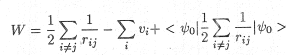 W = \frac{1}{2} \sum_{i \neq j} \frac{1}{r_{ij}} - \sum_{i} v_i + < \psi_0 | \frac{1}{2} \sum_{i \neq j} \frac{1}{r_{ij}} | \psi_0 >